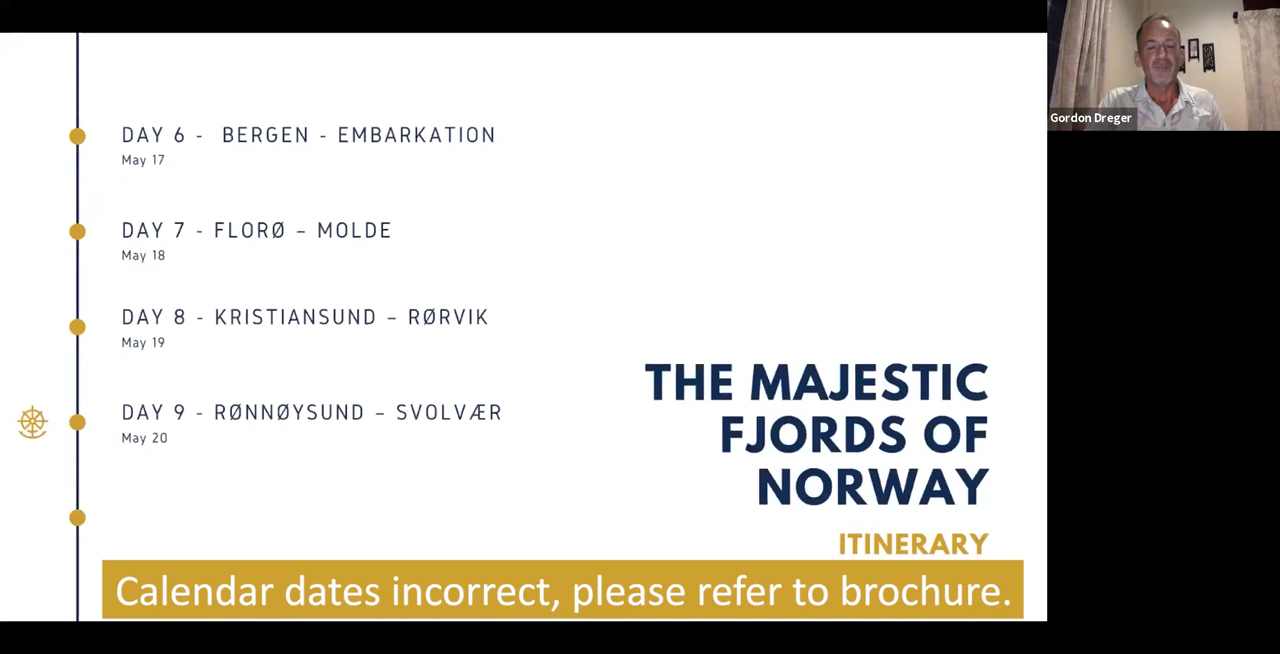 DAY 6 - BERGEN - EMBARKATION
May 17
DAY 7 - FLORØ – MOLDE
May 18
DAY 8 - KRISTIANSUND – RØRVIK
May 19
DAY 9 - RØNNØYSUND – SVOLVÆR
May 20
THE MAJESTIC
FJORDS OF
NORWAY
ITINERARY
Calendar dates incorrect, please refer to brochure.
Gordon Dreger